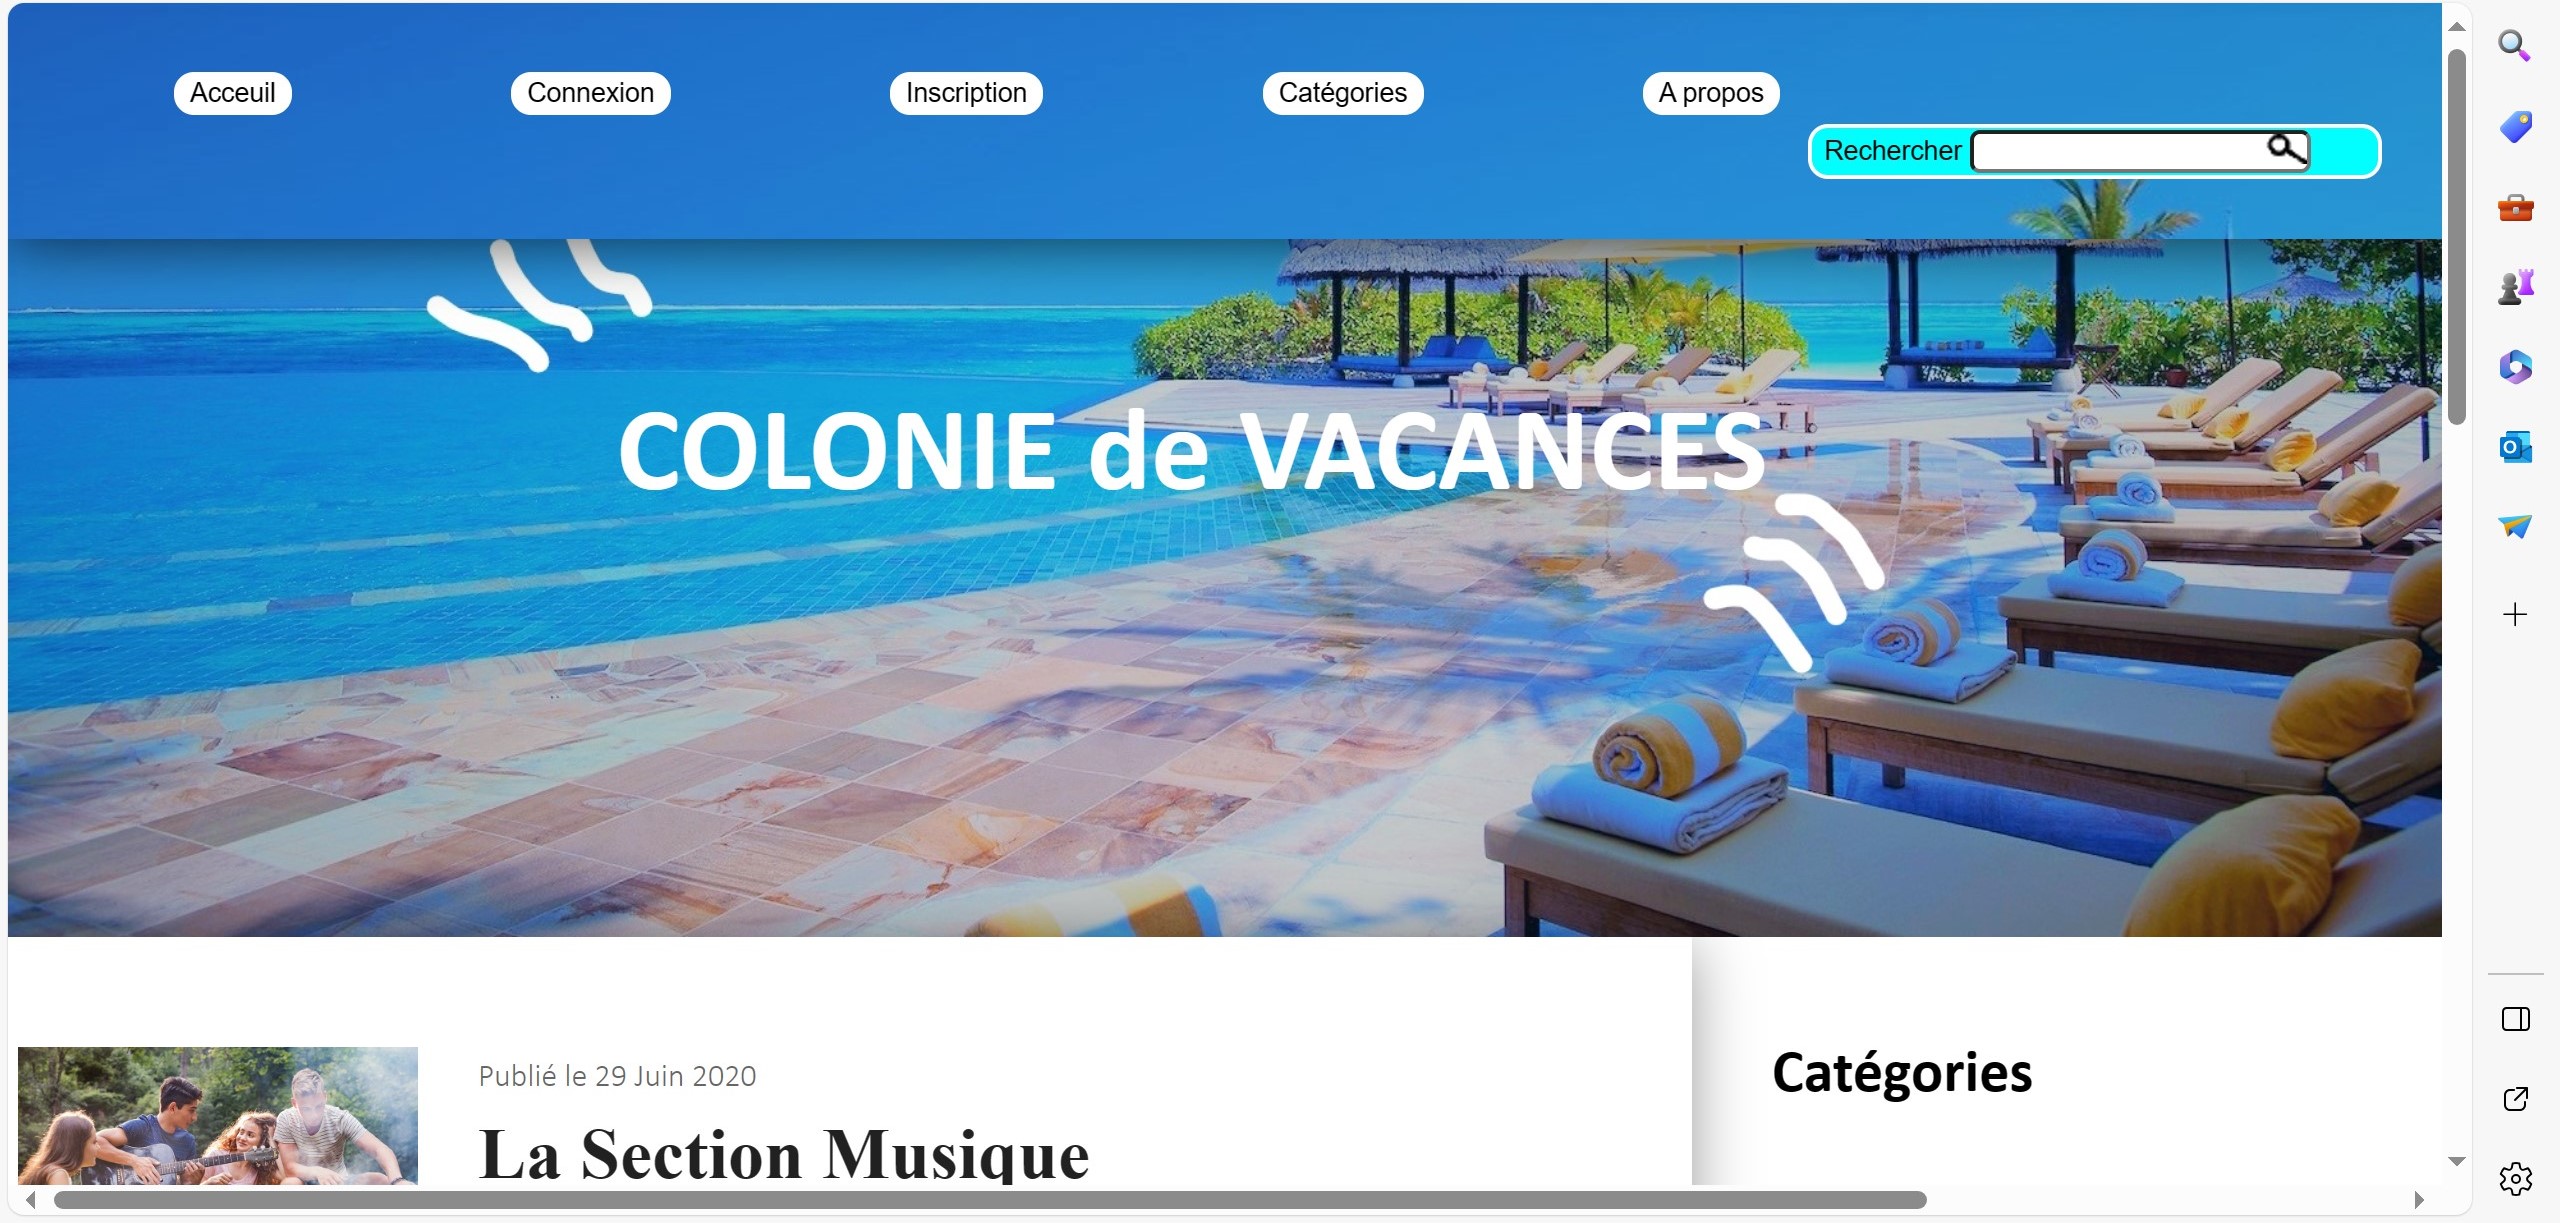 Acceuil
Connexion
Inscription
Catégories
A propos
Rechercher
COLONIE de VACANCES
Publié le 29 Juin 2020
La Section Musique
Catégories